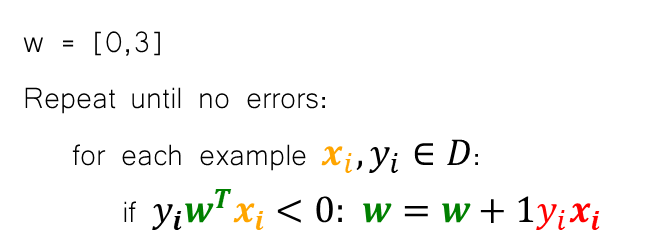 w = [0,3]
Repeat until no errors:
for each example xᵢ, yᵢ ∈ D:
if yᵢwᵀxᵢ < 0: w = w + 1yᵢxᵢ